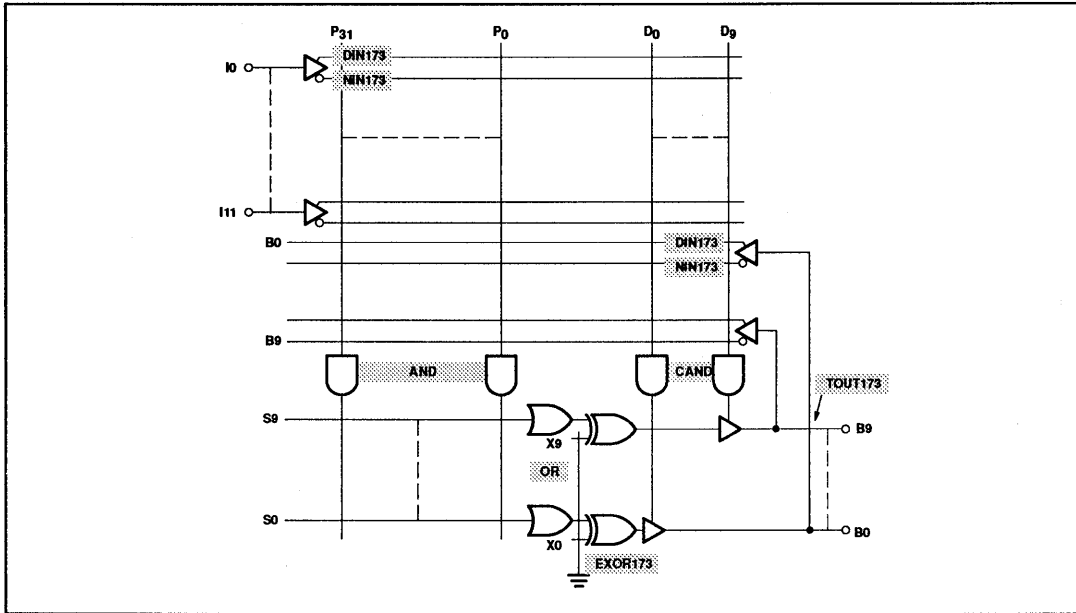 P31 P0 D0 D9
DIN173
I0
NIN173
I11
B0 DIN173
NIN173
B9
AND CAND
TOUT173
S9 B9
X9
OR
S0 B0
X0
EXOR173